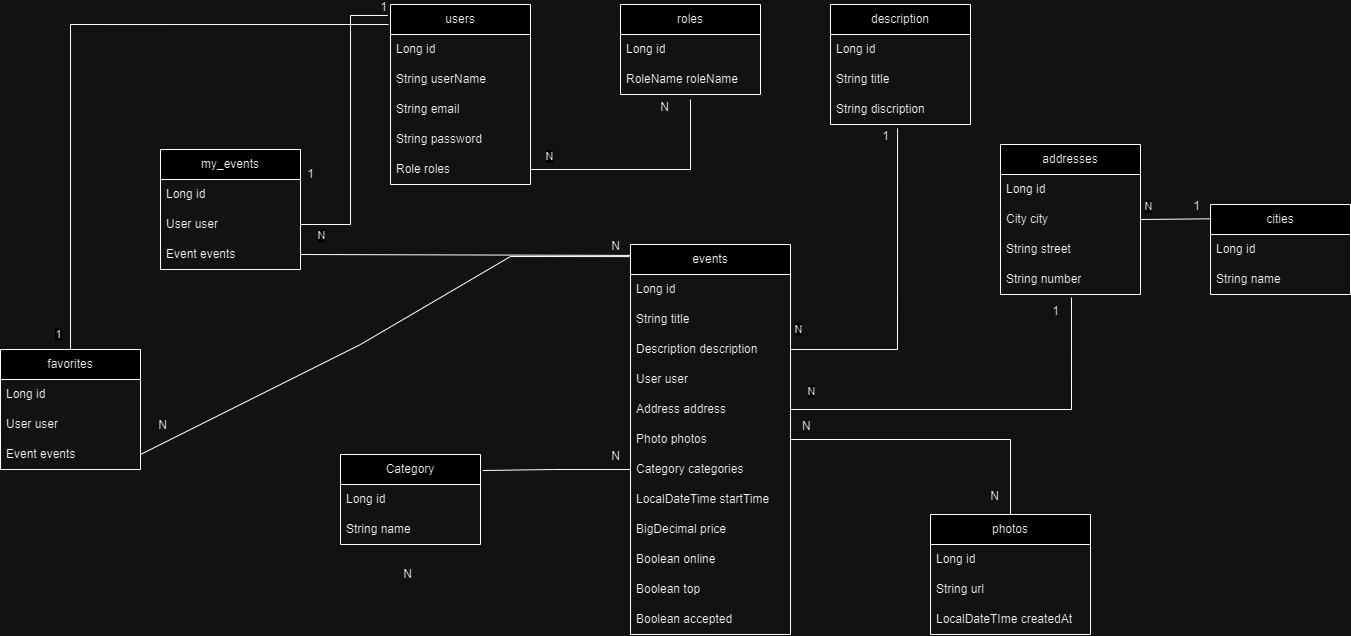 users
Long id
String userName
String email
String password
Role roles
roles
Long id
RoleName roleName
description
Long id
String title
String discription
my_events
Long id
User user
Event events
addresses
Long id
City city
String street
String number
cities
Long id
String name
events
Long id
String title
Description description
User user
Address address
Photo photos
Category categories
LocalDateTime startTime
BigDecimal price
Boolean online
Boolean top
Boolean accepted
favorites
Long id
User user
Event events
Category
Long id
String name
photos
Long id
String url
LocalDateTIme createdAt
1
N
N
1
1
N
N
1
N
1
N
1
N
1
N
N
N
N
N